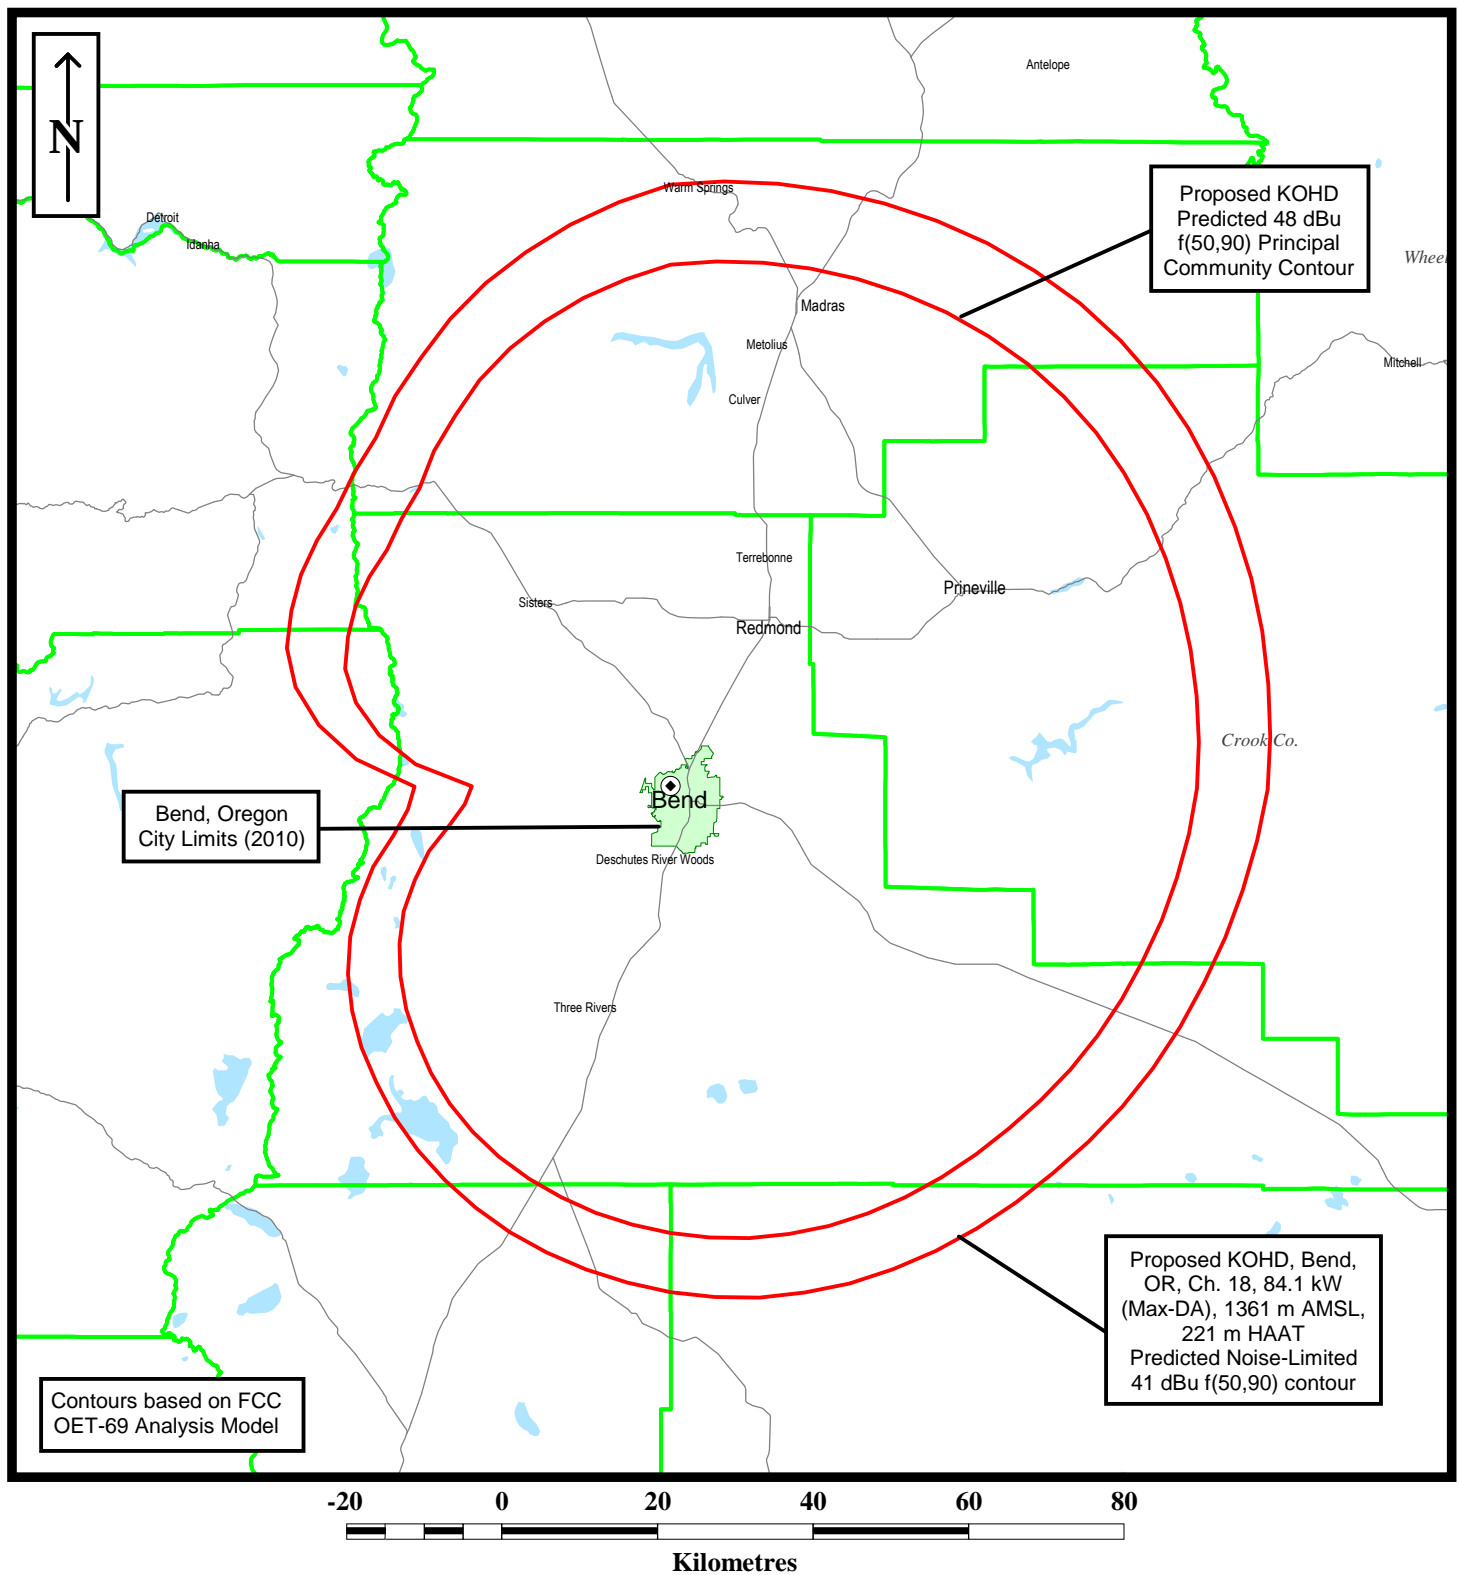 N
Antelope
Warm Springs
Proposed KOHD
Predicted 48 dBu
f(50,90) Principal
Community Contour
Detroit
Idanha
Madras
Metolius
Mitchell
Culver
Terrebonne
Prineville
Sisters
Redmond
Crook Co.
Bend
Bend, Oregon
City Limits (2010)
Deschutes River Woods
Three Rivers
Proposed KOHD, Bend,
OR, Ch. 18, 84.1 kW
(Max-DA), 1361 m AMSL,
221 m HAAT
Predicted Noise-Limited
41 dBu f(50,90) contour
Contours based on FCC
OET-69 Analysis Model
-20 0 20 40 60 80
Kilometres